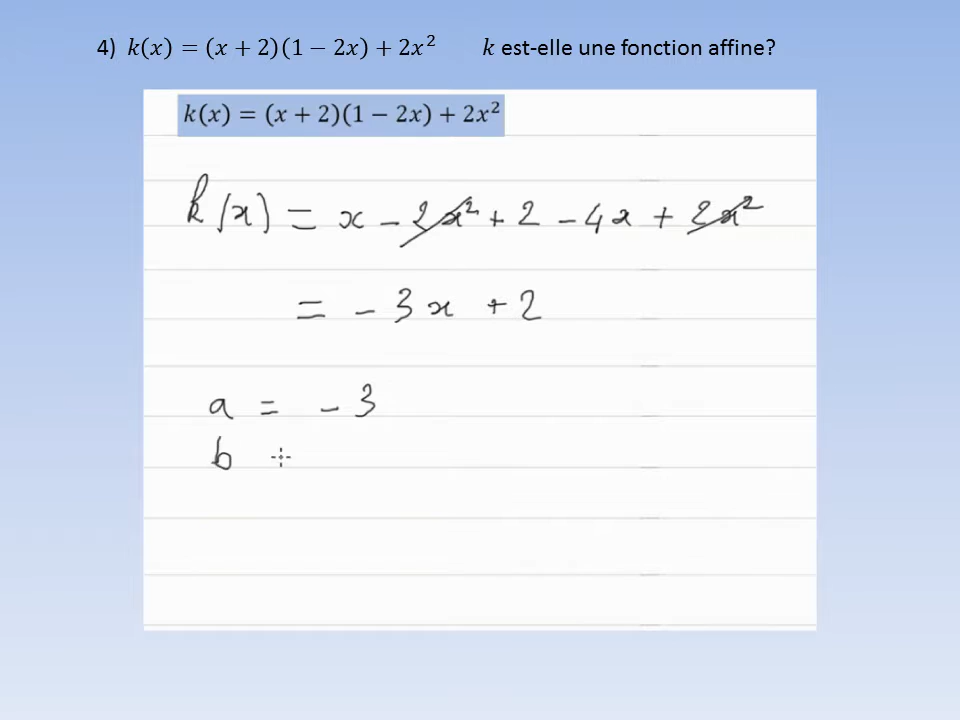 4) k(x) = (x + 2)(1 − 2x) + 2x² k est-elle une fonction affine?
k(x) = (x + 2)(1 − 2x) + 2x²
k(x) = x − 2x² + 2 − 4x + 2x²
= − 3x + 2
a = − 3
b